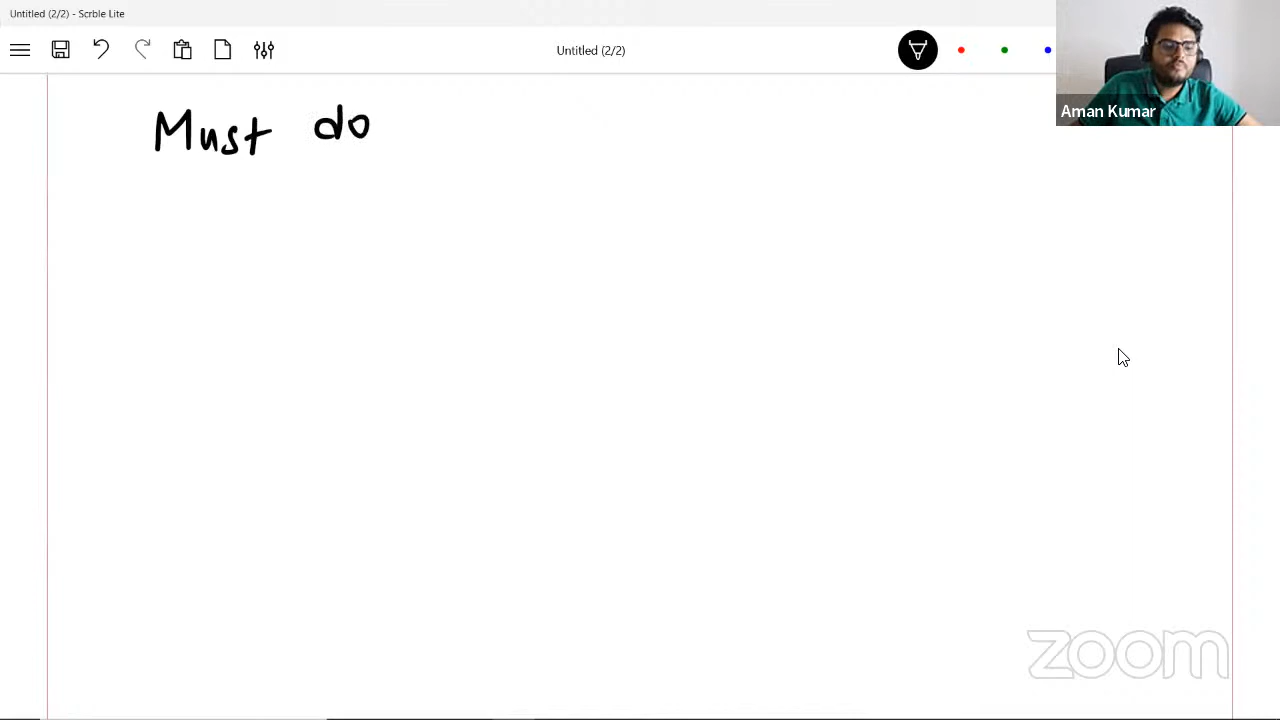 Untitled (2/2) - Scrble Lite
Untitled (2/2)
Aman Kumar
Must do
zoom